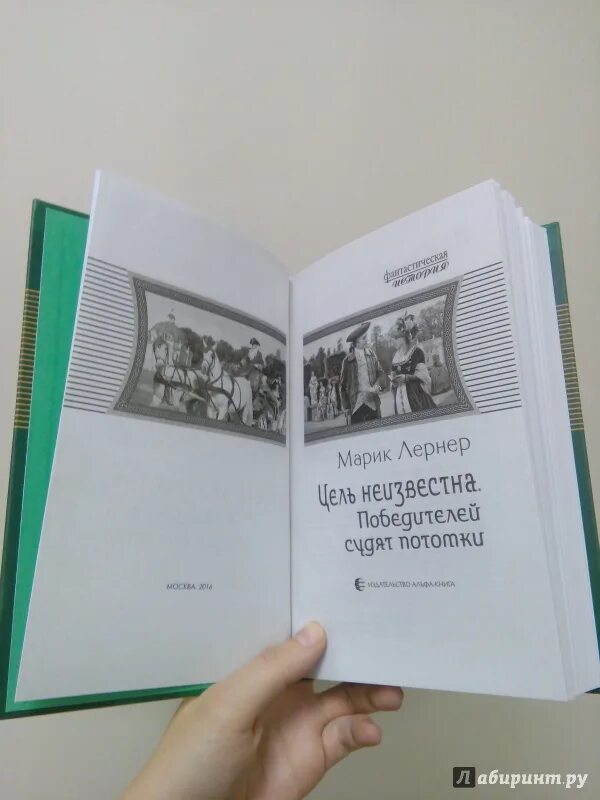 МОСКВА, 2016
фантастическая
история
Марик Лернер
Цель неизвестна.
Победителей
судят потомки
ИЗДАТЕЛЬСТВО АЛЬФА-КНИГА
Лабиринт.ру